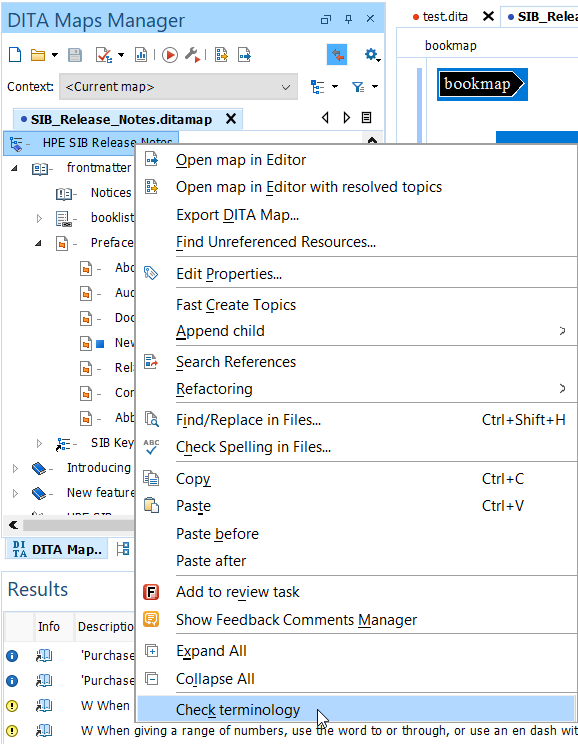 DITA Maps Manager
test.dita
SIB_Relea
bookmap
Context: <Current map>
bookmap
SIB_Release_Notes.ditamap
HPE SIB Release Notes
frontmatter
Notices
booklist
Preface
Abo
Aud
Doc
New
Rela
Con
Abb
SIB Key
Introducing
New feature
HPE SIB
Open map in Editor
Open map in Editor with resolved topics
Export DITA Map...
Find Unreferenced Resources...
Edit Properties...
Fast Create Topics
Append child
Search References
Refactoring
Find/Replace in Files... Ctrl+Shift+H
ABC Check Spelling in Files...
Copy Ctrl+C
Paste Ctrl+V
Paste before
Paste after
F Add to review task
Show Feedback Comments Manager
Expand All
Collapse All
Check terminology
DI TA DITA Map..
Results
Info Descriptio
'Purchase
'Purchase
W When
W When giving a range of numbers, use the word to or through, or use an en dash wit